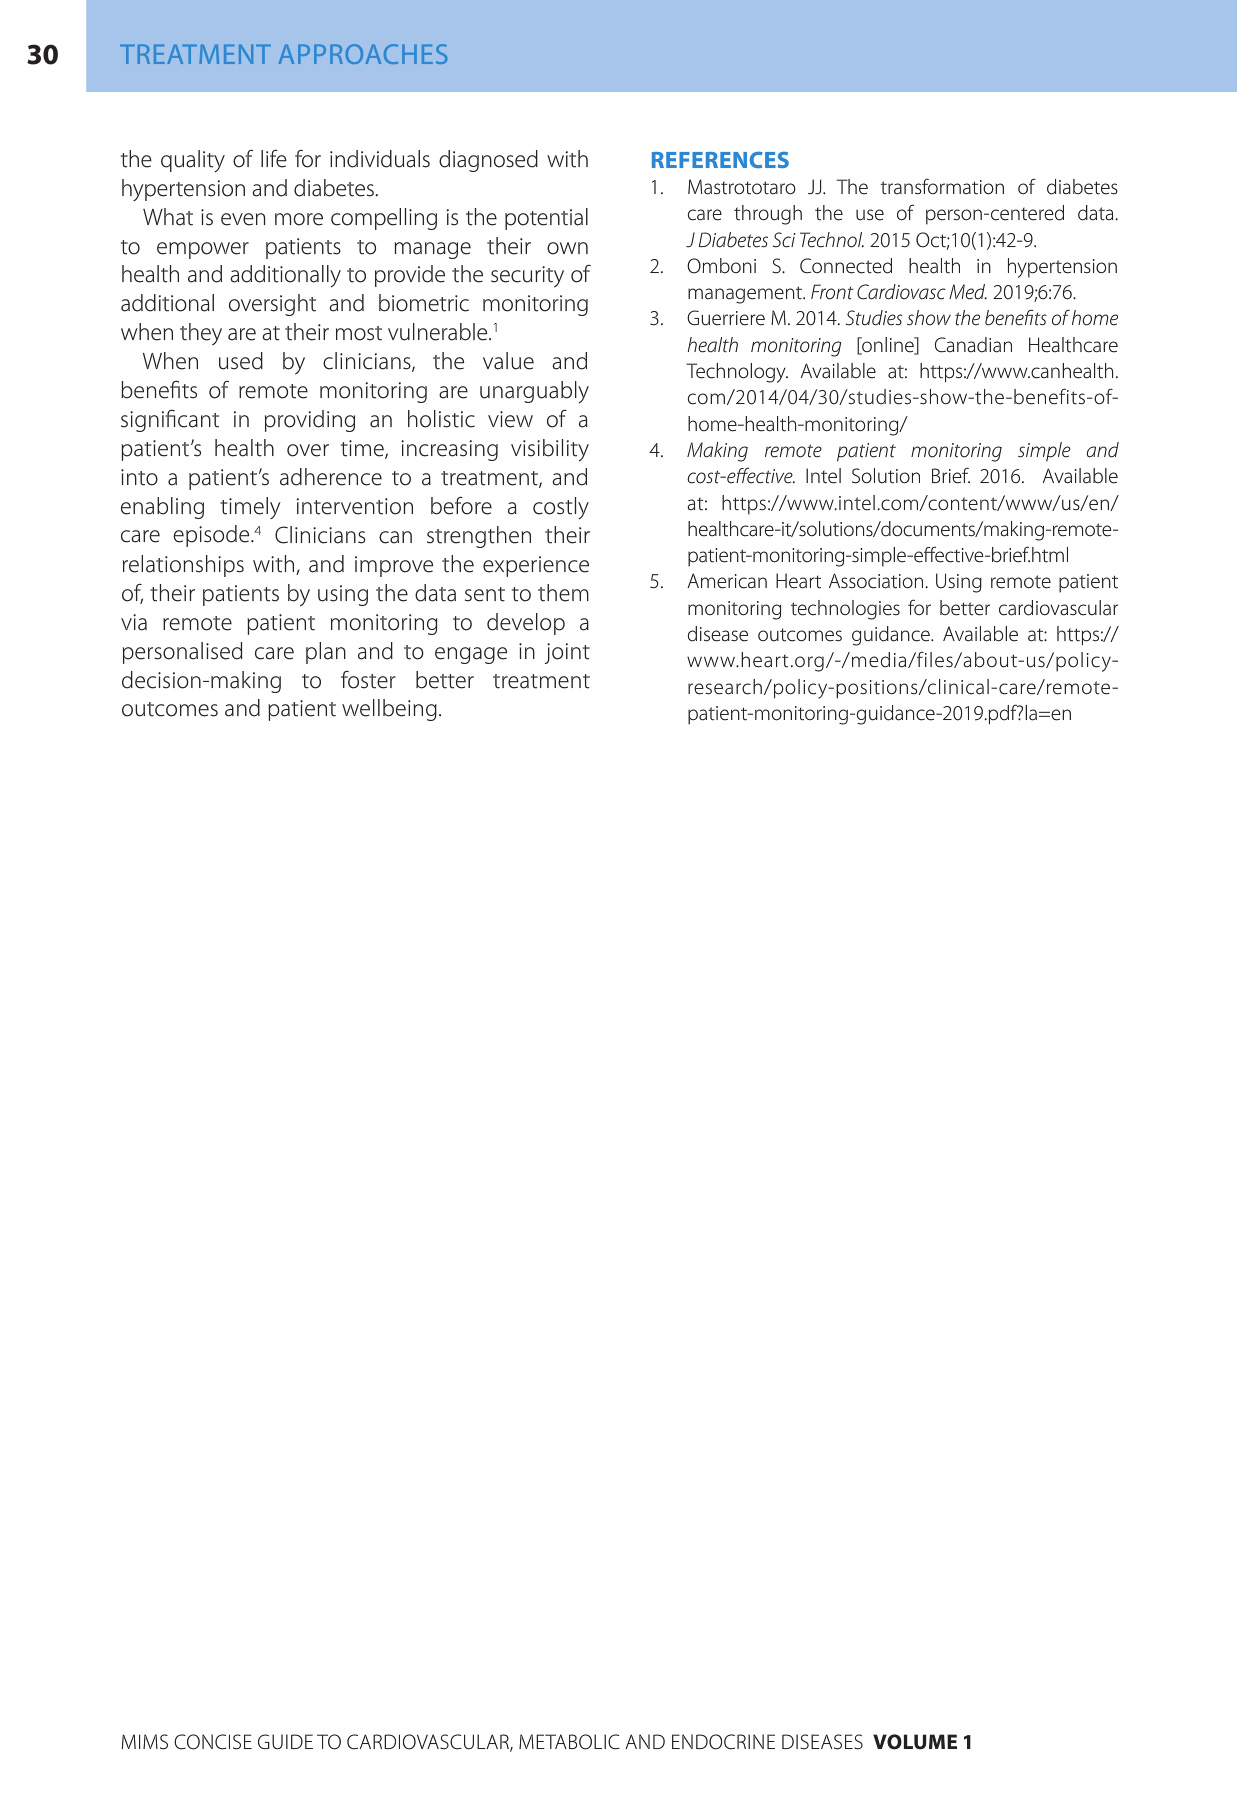 30
TREATMENT APPROACHES
the quality of life for individuals diagnosed with
hypertension and diabetes.
What is even more compelling is the potential
to empower patients to manage their own
health and additionally to provide the security of
additional oversight and biometric monitoring
when they are at their most vulnerable.1
When used by clinicians, the value and
benefits of remote monitoring are unarguably
significant in providing an holistic view of a
patient’s health over time, increasing visibility
into a patient’s adherence to a treatment, and
enabling timely intervention before a costly
care episode.4 Clinicians can strengthen their
relationships with, and improve the experience
of, their patients by using the data sent to them
via remote patient monitoring to develop a
personalised care plan and to engage in joint
decision-making to foster better treatment
outcomes and patient wellbeing.
REFERENCES
1. Mastrototaro JJ. The transformation of diabetes
care through the use of person-centered data.
J Diabetes Sci Technol. 2015 Oct;10(1):42-9.
2. Omboni S. Connected health in hypertension
management. Front Cardiovasc Med. 2019;6:76.
3. Guerriere M. 2014. Studies show the benefits of home
health monitoring [online] Canadian Healthcare
Technology. Available at: https://www.canhealth.
com/2014/04/30/studies-show-the-benefits-of-
home-health-monitoring/
4. Making remote patient monitoring simple and
cost-effective. Intel Solution Brief. 2016. Available
at: https://www.intel.com/content/www/us/en/
healthcare-it/solutions/documents/making-remote-
patient-monitoring-simple-effective-brief.html
5. American Heart Association. Using remote patient
monitoring technologies for better cardiovascular
disease outcomes guidance. Available at: https://
www.heart.org/-/media/files/about-us/policy-
research/policy-positions/clinical-care/remote-
patient-monitoring-guidance-2019.pdf?la=en
MIMS CONCISE GUIDE TO CARDIOVASCULAR, METABOLIC AND ENDOCRINE DISEASES VOLUME 1